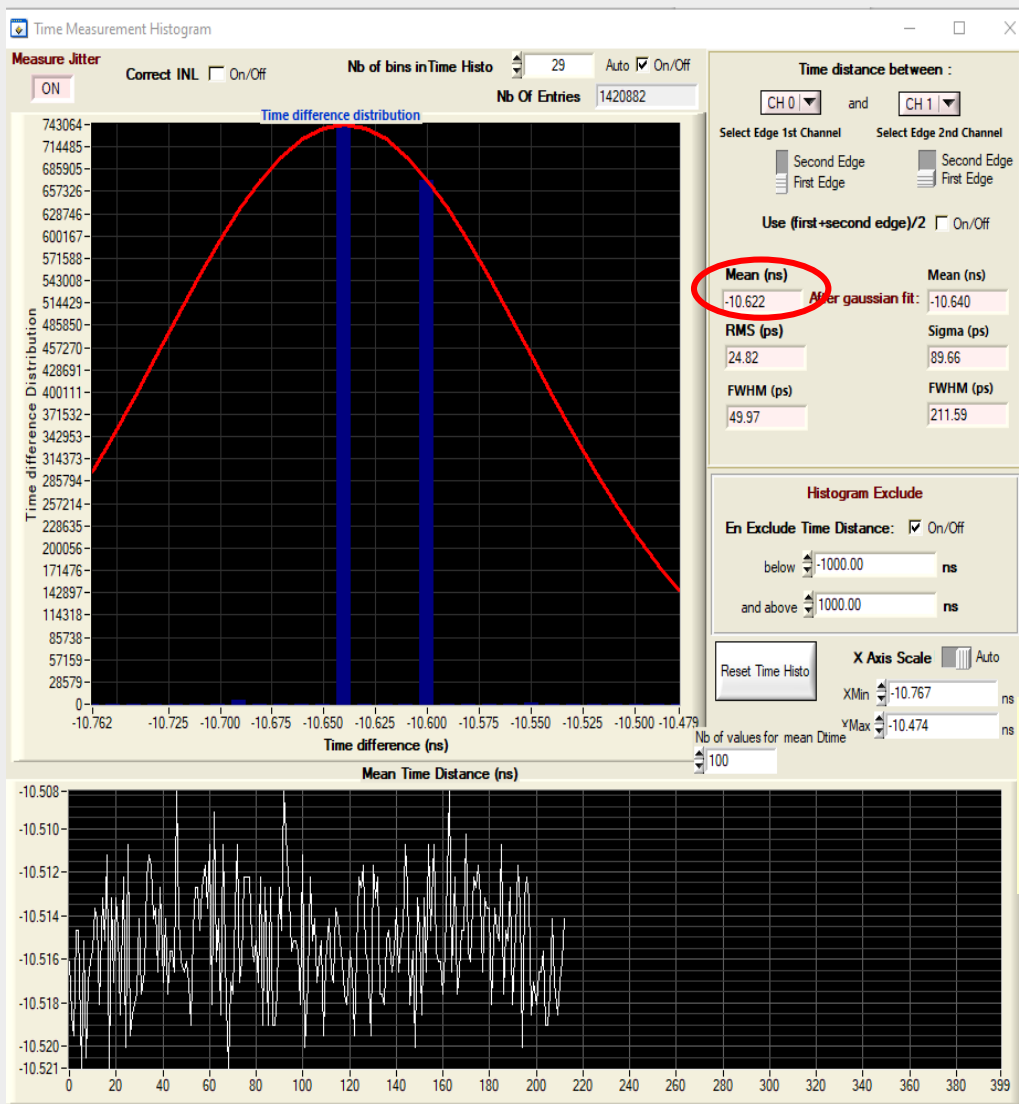 Time Measurement Histogram
Measure Jitter
ON
Correct INL On/Off
Nb of bins in Time Histo 29 Auto On/Off
Nb Of Entries 1420882
Time difference distribution
743064
714485
685905
657326
628746
600167
571588
543008
514429
485850
457270
428691
400111
371532
342953
314373
285794
257214
228635
200056
171476
142897
114318
85738
57159
28579
0
Time difference Distribution
-10.762 -10.725 -10.700 -10.675 -10.650 -10.625 -10.600 -10.575 -10.550 -10.525 -10.500 -10.479
Time difference (ns)
Time distance between :
CH 0 and CH 1
Select Edge 1st Channel Select Edge 2nd Channel
Second Edge Second Edge
First Edge First Edge
Use (first+second edge)/2 On/Off
Mean (ns) Mean (ns)
-10.622 After gaussian fit: -10.640
RMS (ps) Sigma (ps)
24.82 89.66
FWHM (ps) FWHM (ps)
49.97 211.59
Histogram Exclude
En Exclude Time Distance: On/Off
below -1000.00 ns
and above 1000.00 ns
Reset Time Histo
X Axis Scale Auto
XMin -10.767 ns
XMax -10.474 ns
Nb of values for mean Dtime
100
Mean Time Distance (ns)
-10.508
-10.510
-10.512
-10.514
-10.516
-10.518
-10.520
-10.521
0 20 40 60 80 100 120 140 160 180 200 220 240 260 280 300 320 340 360 380 399